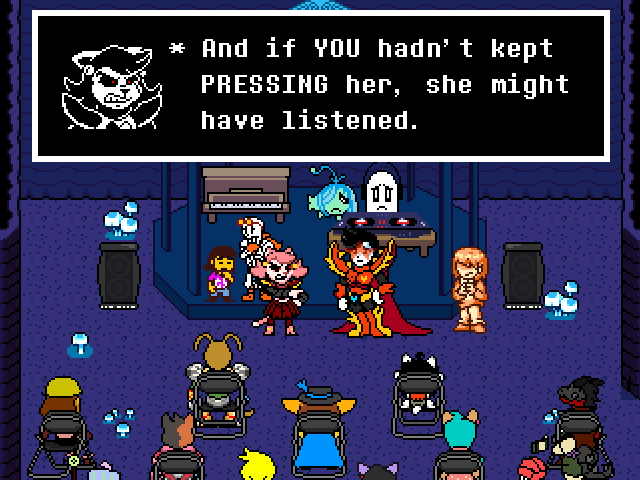 * And if YOU hadn't kept
PRESSING her, she might
have listened.